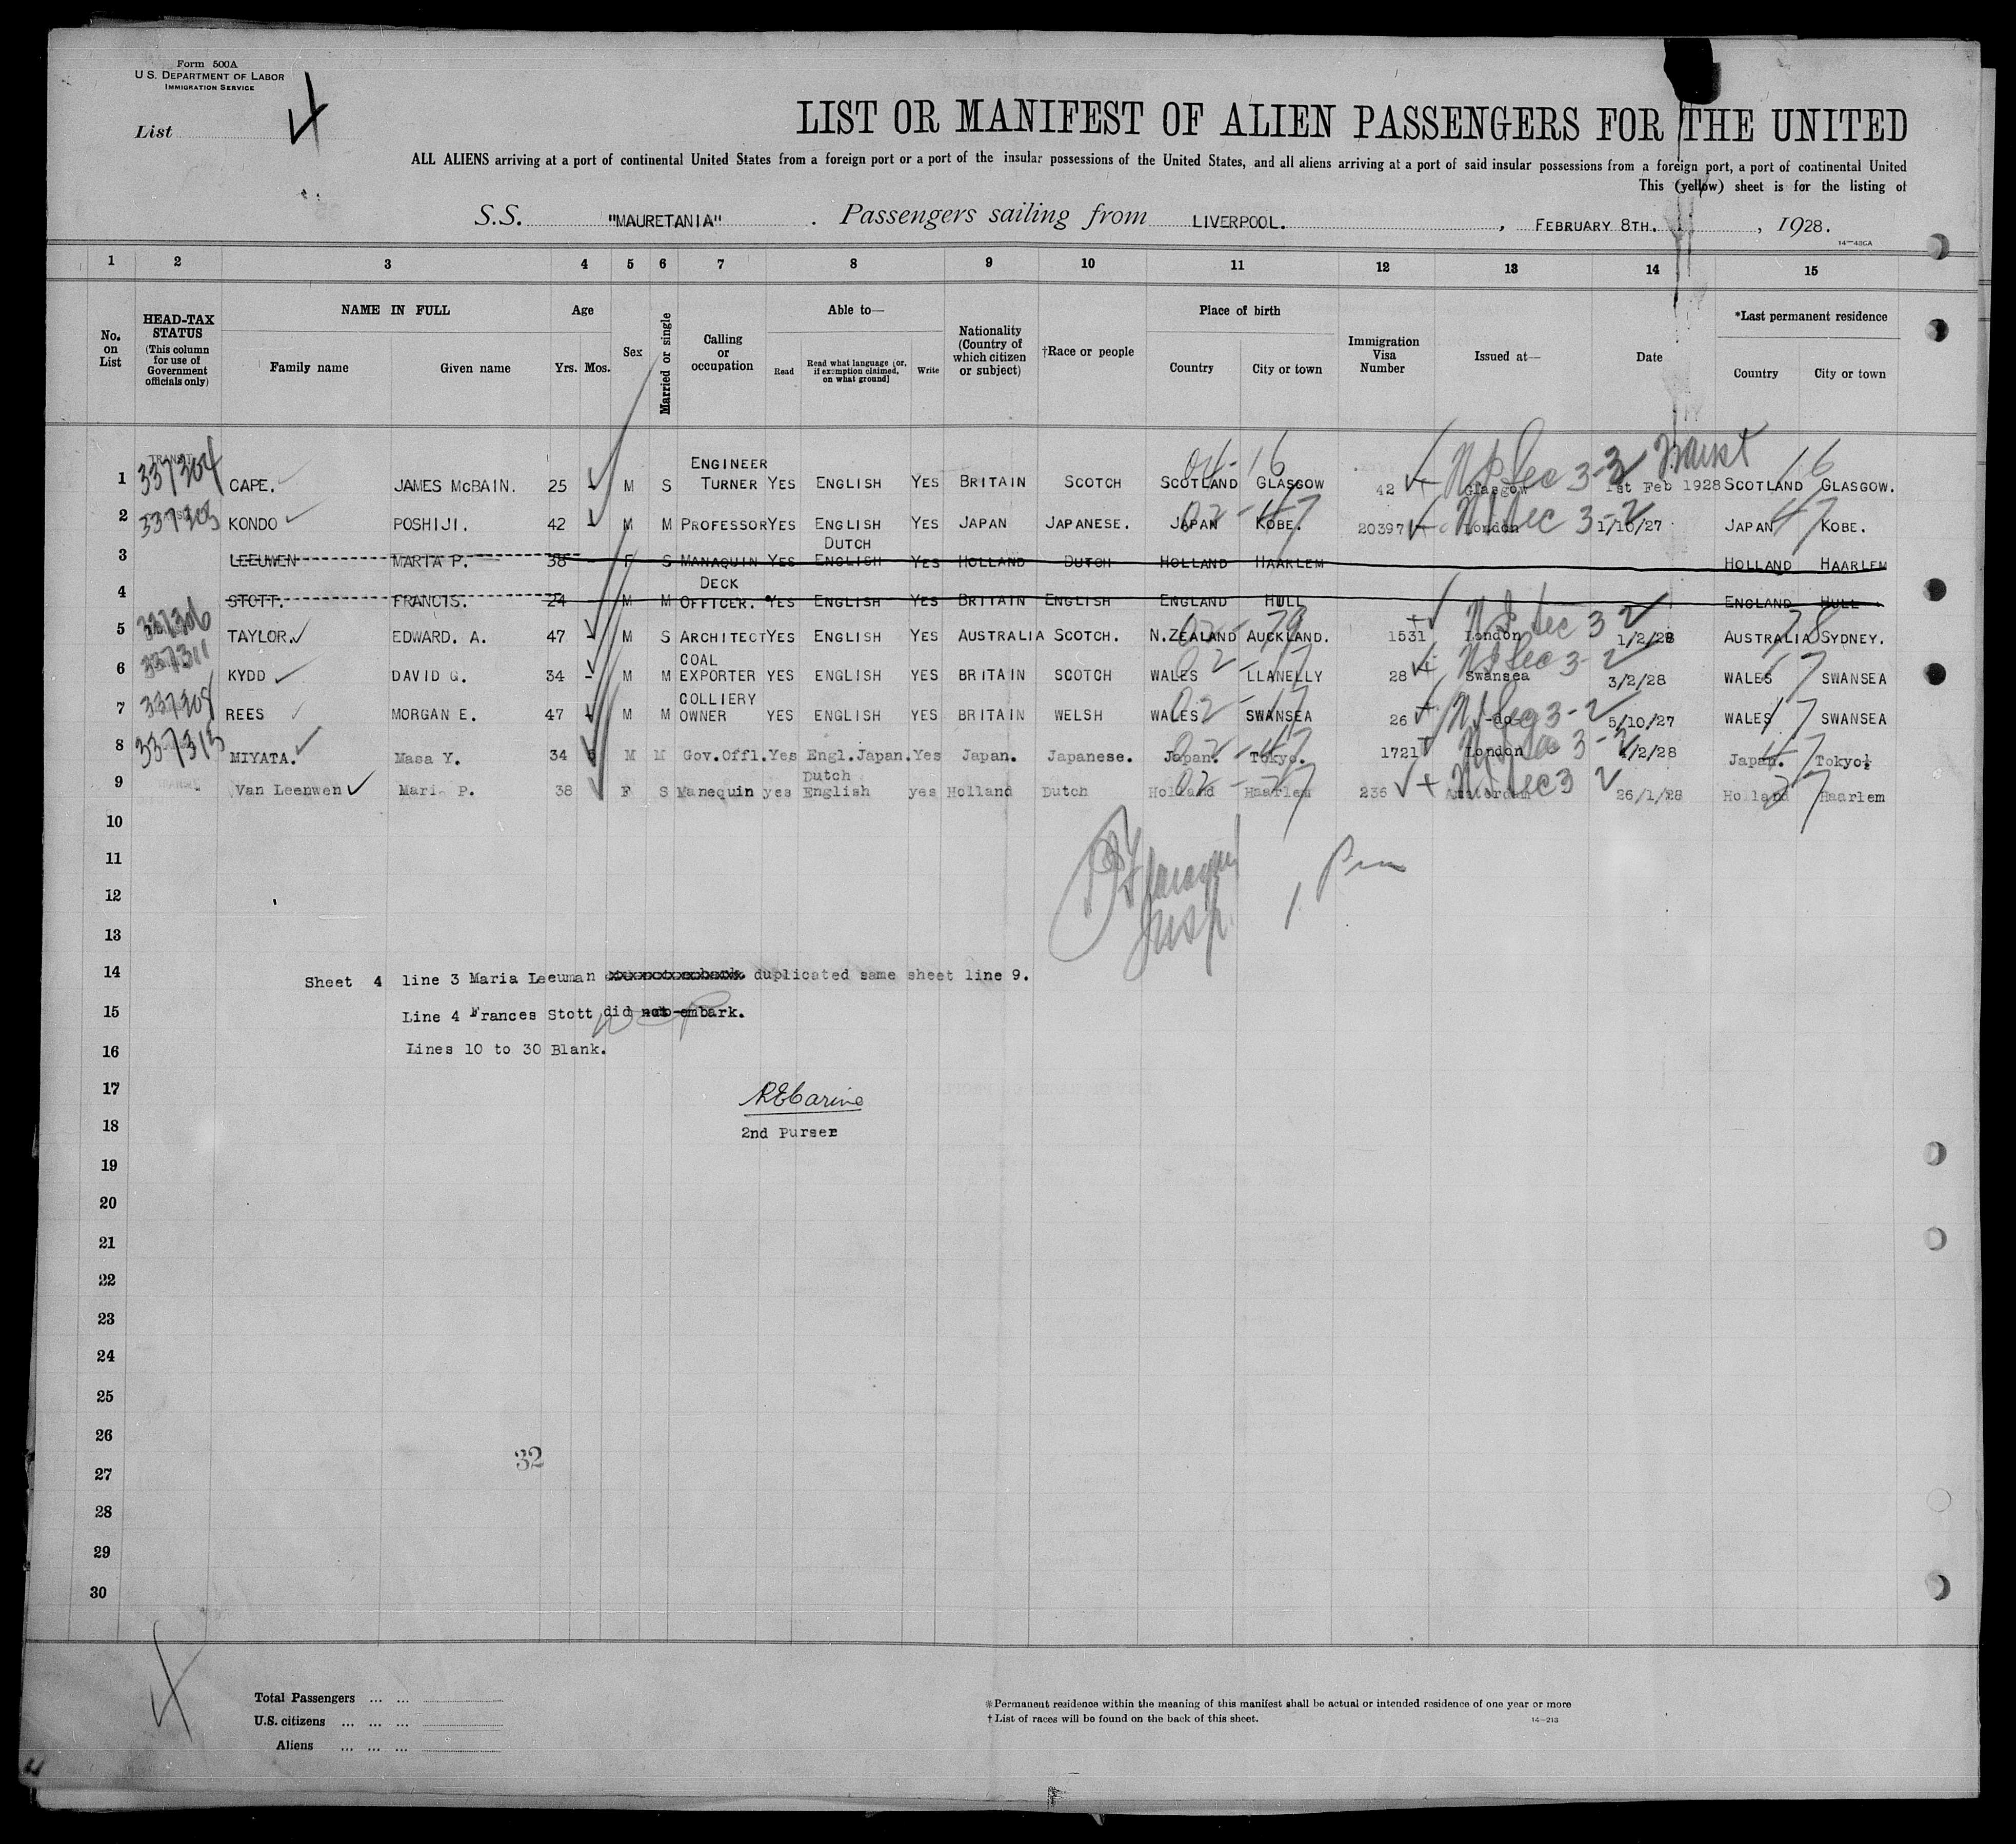 Form 500A
U.S. DEPARTMENT OF LABOR
IMMIGRATION SERVICE
List 4
LIST OR MANIFEST OF ALIEN PASSENGERS FOR THE UNITED
ALL ALIENS arriving at a port of continental United States from a foreign port or a port of the insular possessions of the United States, and all aliens arriving at a port of said insular possessions from a foreign port, a port of continental United
This (yellow) sheet is for the listing of
S.S. "MAURETANIA" . Passengers sailing from LIVERPOOL. , FEBRUARY 8TH. , 1928.
1 2 3 4 5 6 7 8 9 10 11 12 13 14 15
No. on List
HEAD-TAX STATUS (This column for use of Government officials only)
NAME IN FULL
Family name Given name
Age
Yrs. Mos.
Sex
Married or single
Calling or occupation
Able to—
Read Read what language [or, if exemption claimed, on what ground] Write
Nationality (Country of which citizen or subject)
†Race or people
Place of birth
Country City or town
Immigration Visa Number
Issued at—
Date
*Last permanent residence
Country City or town
1 337304 CAPE. JAMES McBAIN. 25 - M S ENGINEER TURNER YES ENGLISH YES BRITAIN SCOTCH SCOTLAND GLASGOW 42 Glasgow 1st Feb 1928 SCOTLAND GLASGOW.
2 KONDO POSHIJI. 42 - M M PROFESSOR YES ENGLISH YES JAPAN JAPANESE. JAPAN KOBE. 20397 London 1/10/27 JAPAN KOBE.
3 LEEUWEN MARIA P. 38 - F S MANAQUIN YES DUTCH ENGLISH YES HOLLAND DUTCH HOLLAND HAARLEM HOLLAND HAARLEM
4 STOTT. FRANCIS. 24 - M M DECK OFFICER. YES ENGLISH YES BRITAIN ENGLISH ENGLAND HULL ENGLAND HULL
5 337306 TAYLOR. EDWARD. A. 47 - M S ARCHITECT YES ENGLISH YES AUSTRALIA SCOTCH. N.ZEALAND AUCKLAND. 1531 London 1/2/28 AUSTRALIA SYDNEY.
6 337311 KYDD DAVID G. 34 - M M COAL EXPORTER YES ENGLISH YES BRITAIN SCOTCH WALES LLANELLY 28 Swansea 3/2/28 WALES SWANSEA
7 337308 REES MORGAN E. 47 - M M COLLIERY OWNER YES ENGLISH YES BRITAIN WELSH WALES SWANSEA 26 -do- 5/10/27 WALES SWANSEA
8 337313 MIYATA. Masa Y. 34 M M Gov.Offl. Yes Engl.Japan. Yes Japan. Japanese. Japan. Tokyo. 1721 London /2/28 Japan. Tokyo
9 Van Leenwen Maria P. 38 F S Manequin yes Dutch English yes Holland Dutch Holland Haarlem 236 Amsterdam 26/1/28 Holland Haarlem
10
11
12
13
14
15
16
17
18
19
20
21
22
23
24
25
26
27
28
29
30
Insp.
Sheet 4 line 3 Maria Leeuman duplicated same sheet line 9.
Line 4 Frances Stott did not embark.
Lines 10 to 30 Blank.
R E Carine
2nd Purser
32
4
Total Passengers ... ...
U.S. citizens ... ... ...
Aliens ... ... ...
*Permanent residence within the meaning of this manifest shall be actual or intended residence of one year or more
†List of races will be found on the back of this sheet.
14—213